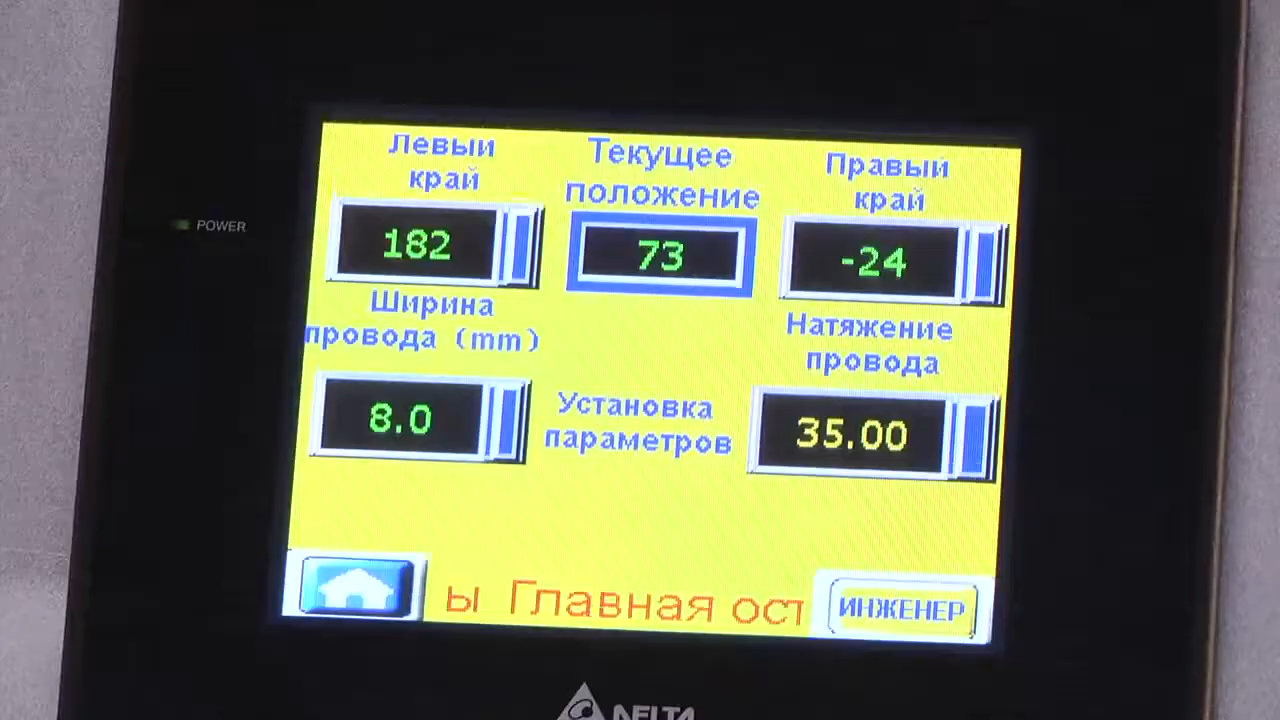 Левый край
Текущее положение
Правый край
POWER
182
73
-24
Ширина провода (mm)
Натяжение провода
8.0
Установка параметров
35.00
ы Главная ост
ИНЖЕНЕР
DELTA